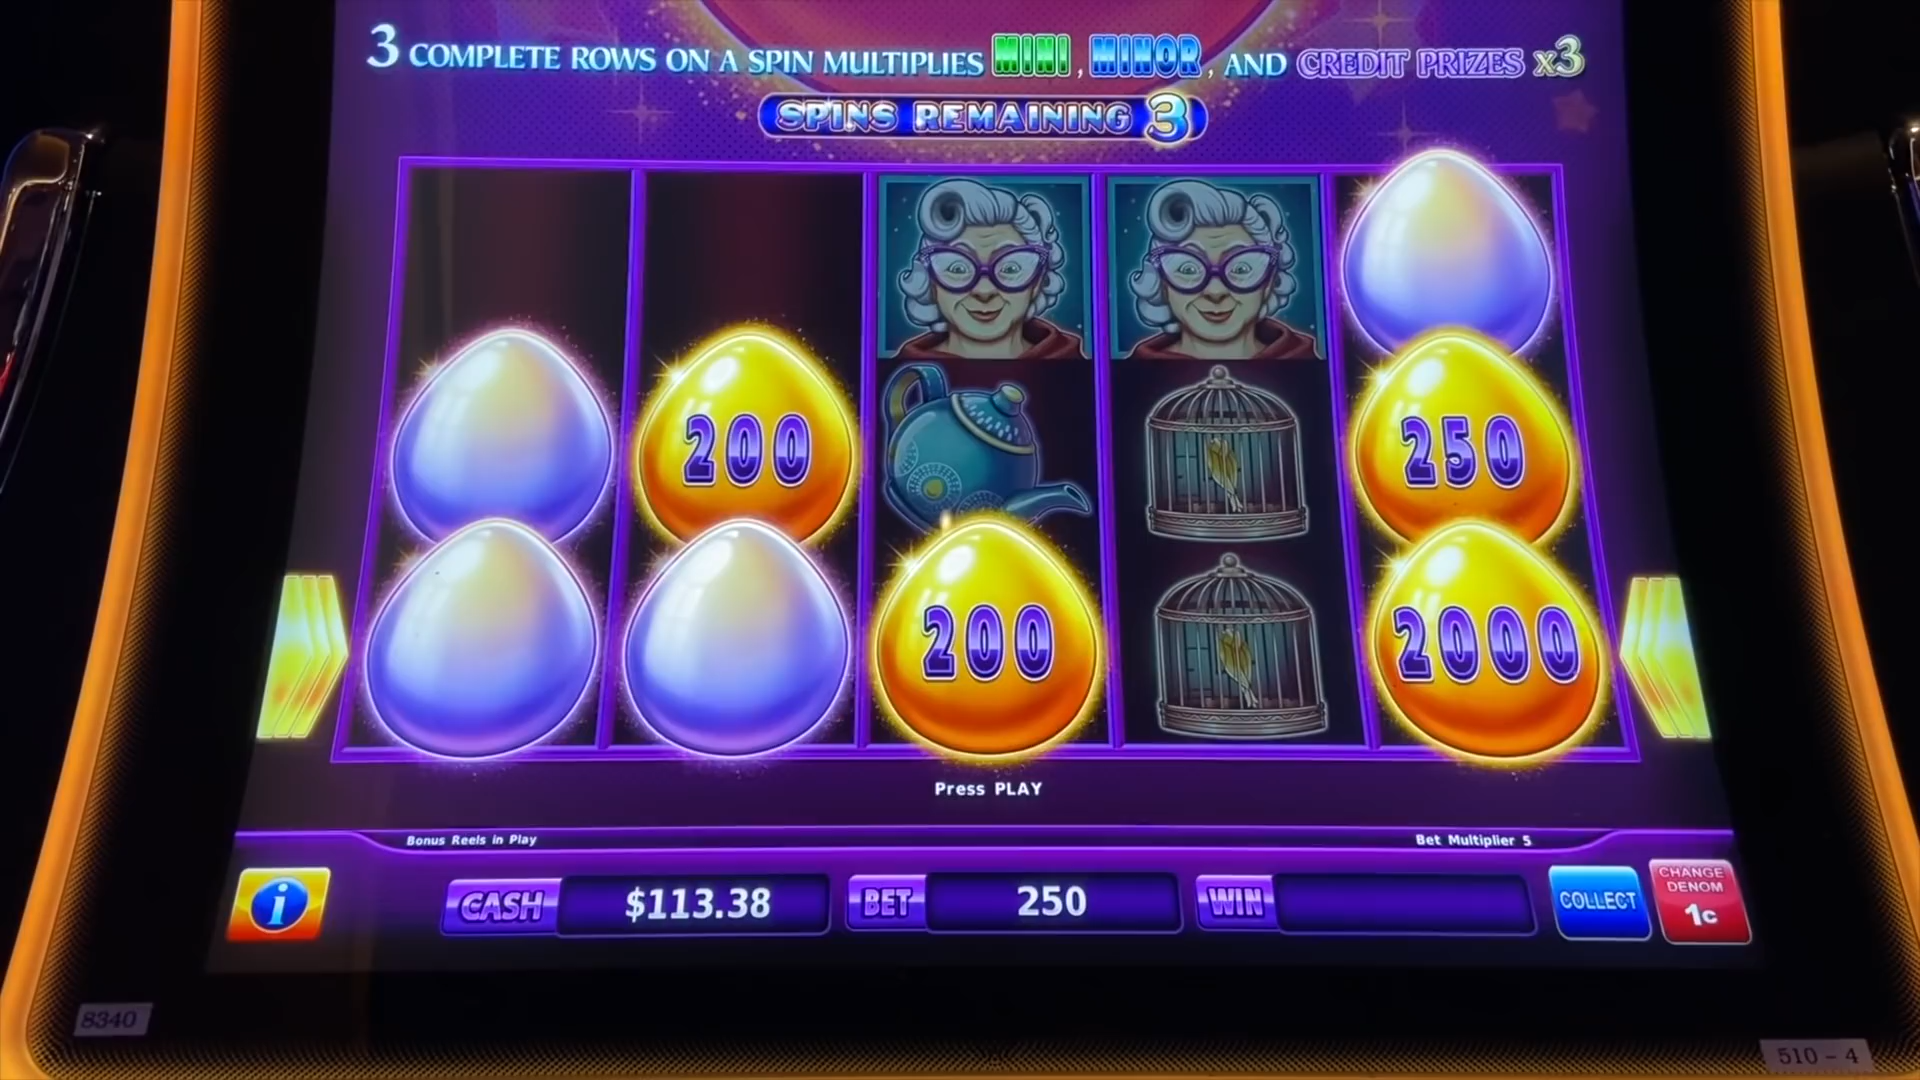 3 COMPLETE ROWS ON A SPIN MULTIPLIES MINI, MINOR, AND CREDIT PRIZES x3
SPINS REMAINING 3
200
250
200
2000
Press PLAY
Bonus Reels in Play
Bet Multiplier 5
i
CASH $113.38
BET 250
WIN
COLLECT
CHANGE
DENOM
1c
8340
510-4